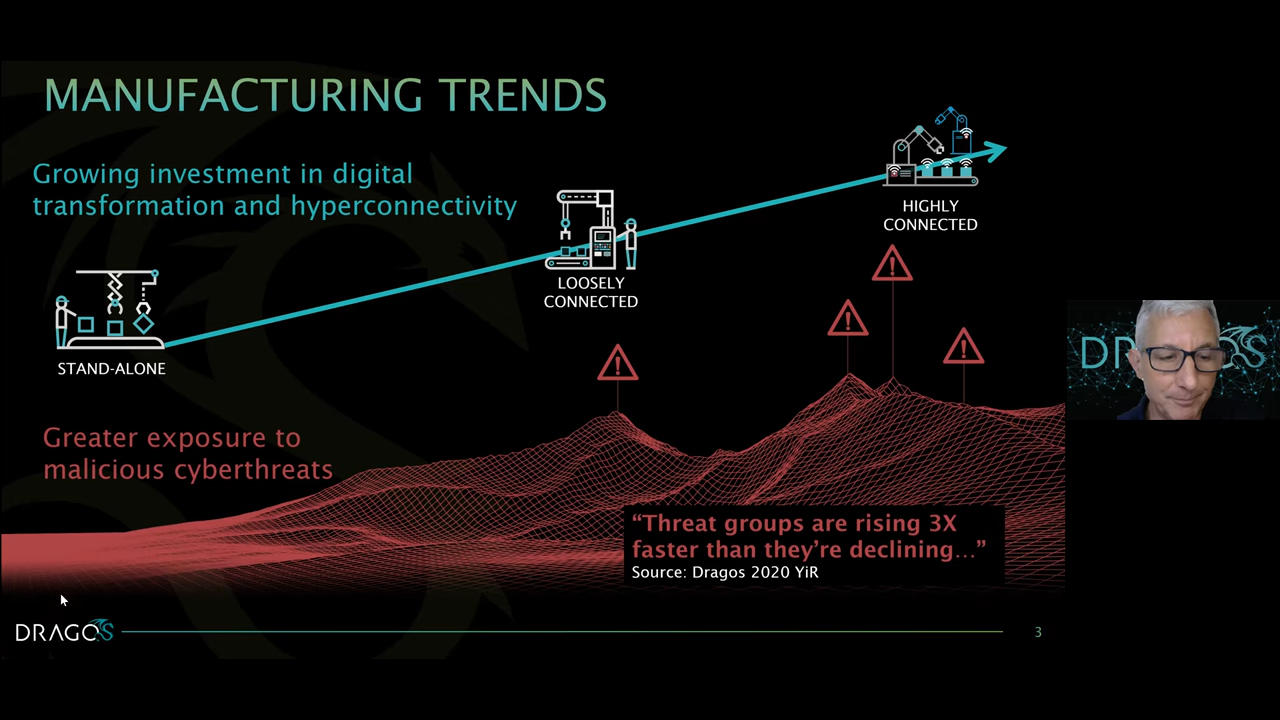 MANUFACTURING TRENDS
Growing investment in digital
transformation and hyperconnectivity
HIGHLY
CONNECTED
LOOSELY
CONNECTED
STAND-ALONE
Greater exposure to
malicious cyberthreats
“Threat groups are rising 3X
faster than they’re declining…”
Source: Dragos 2020 YiR
DRAGOS
3